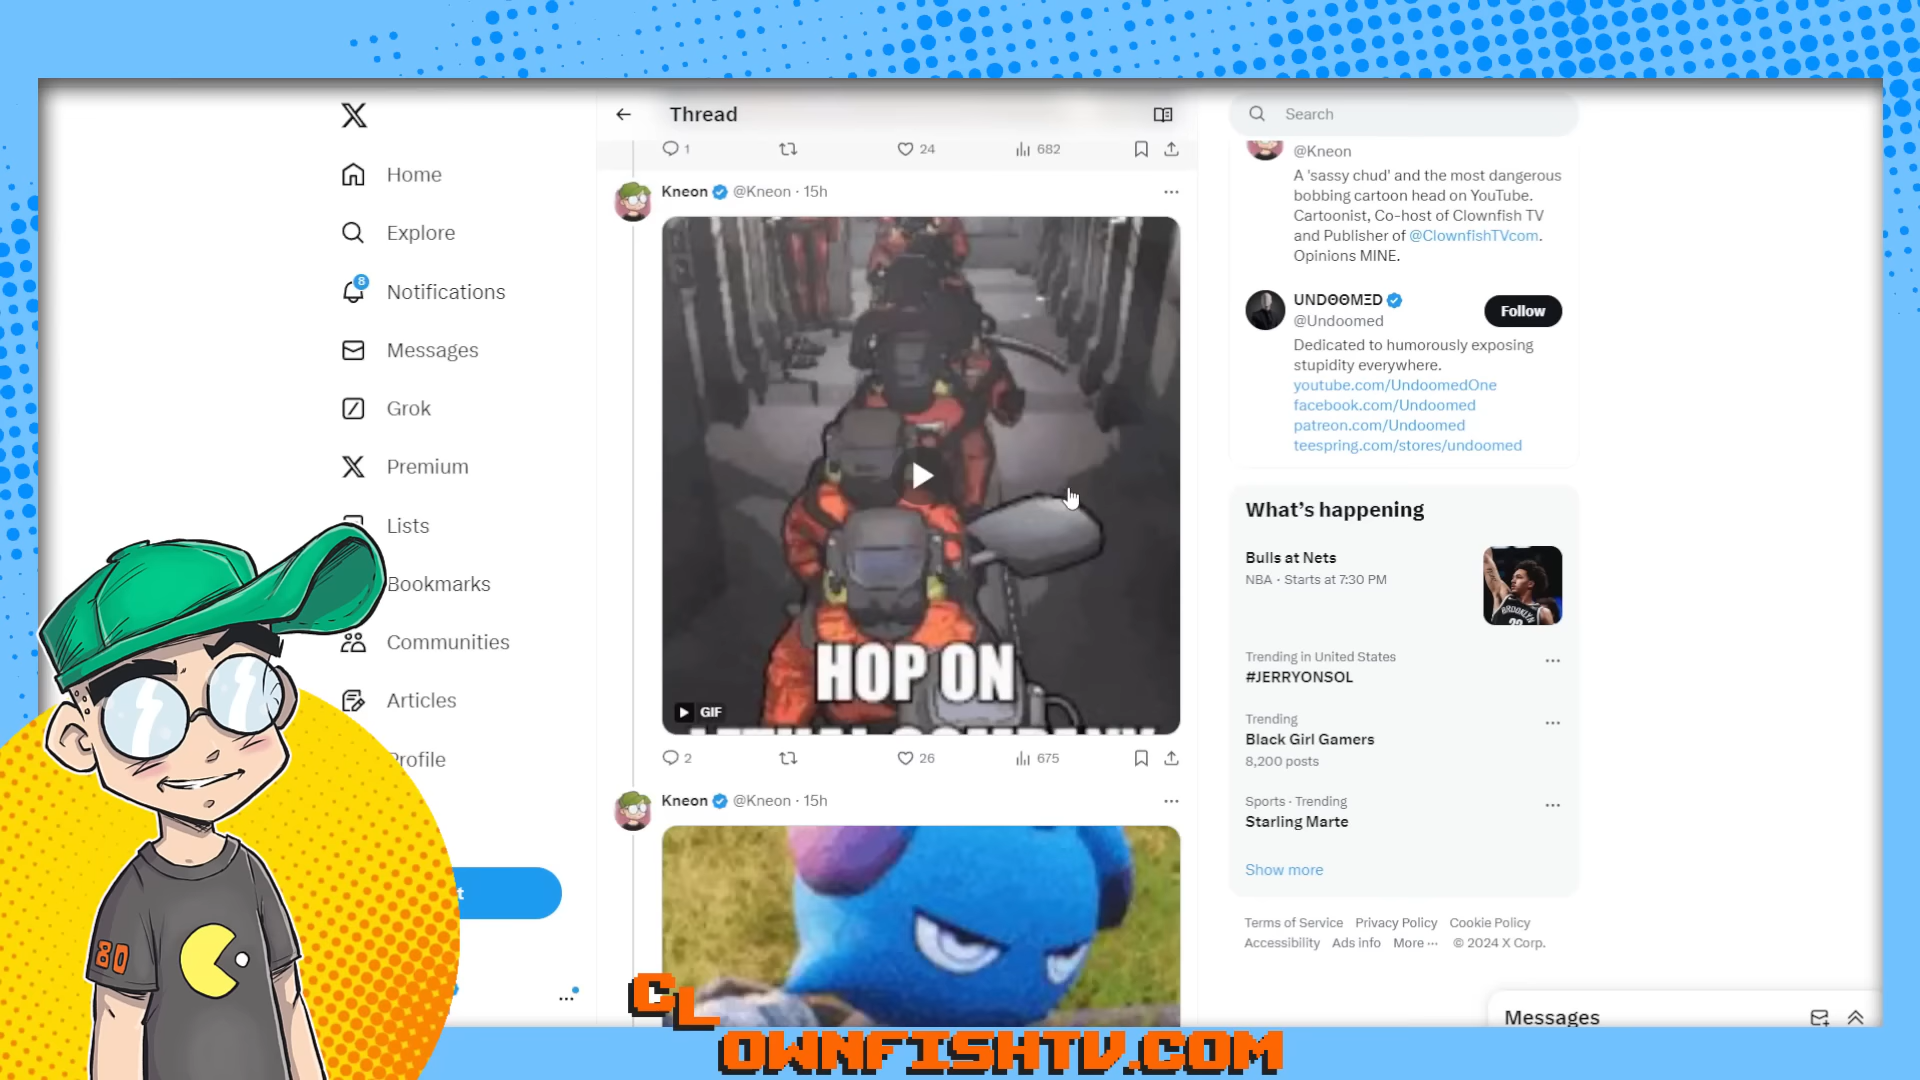 Home
Explore
8
Notifications
Messages
Grok
Premium
Lists
Bookmarks
Communities
Articles
Profile
t
80
Thread
1
24
682
Kneon @Kneon · 15h
HOP ON
GIF
2
26
675
Kneon @Kneon · 15h
Search
@Kneon
A 'sassy chud' and the most dangerous
bobbing cartoon head on YouTube.
Cartoonist, Co-host of Clownfish TV
and Publisher of @ClownfishTVcom.
Opinions MINE.
UNDΘΘMΞD
@Undoomed
Follow
Dedicated to humorously exposing
stupidity everywhere.
youtube.com/UndoomedOne
facebook.com/Undoomed
patreon.com/Undoomed
teespring.com/stores/undoomed
What's happening
Bulls at Nets
NBA · Starts at 7:30 PM
BROOKLYN
Trending in United States
#JERRYONSOL
Trending
Black Girl Gamers
8,200 posts
Sports · Trending
Starling Marte
Show more
Terms of Service Privacy Policy Cookie Policy
Accessibility Ads info More ··· © 2024 X Corp.
Messages
CLOWNFISHTV.COM